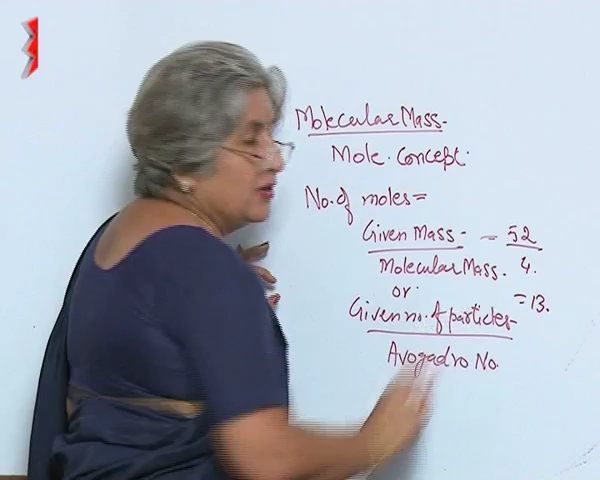 Molecular Mass.
Mole. Concept.
No. of moles =
Given Mass. = 52
Molecular Mass. 4.
or.
= 13.
Given no. of particles
Avogadro No.